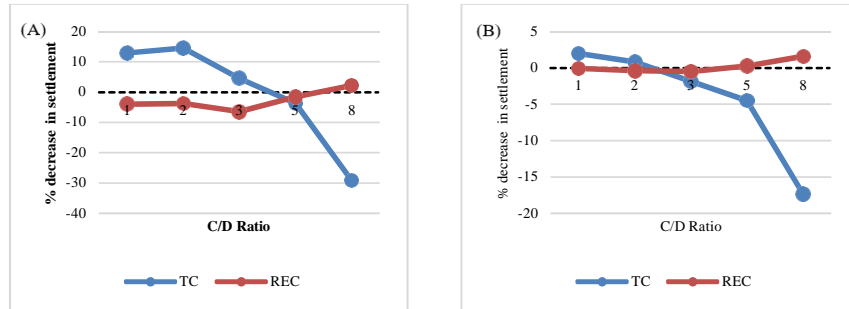 (A)
% decrease in settlement
20
10
0
-10
-20
-30
-40
1 2 3 5 8
C/D Ratio
TC REC
(B)
% decrease in settlement
5
0
-5
-10
-15
-20
1 2 3 5 8
C/D Ratio
TC REC